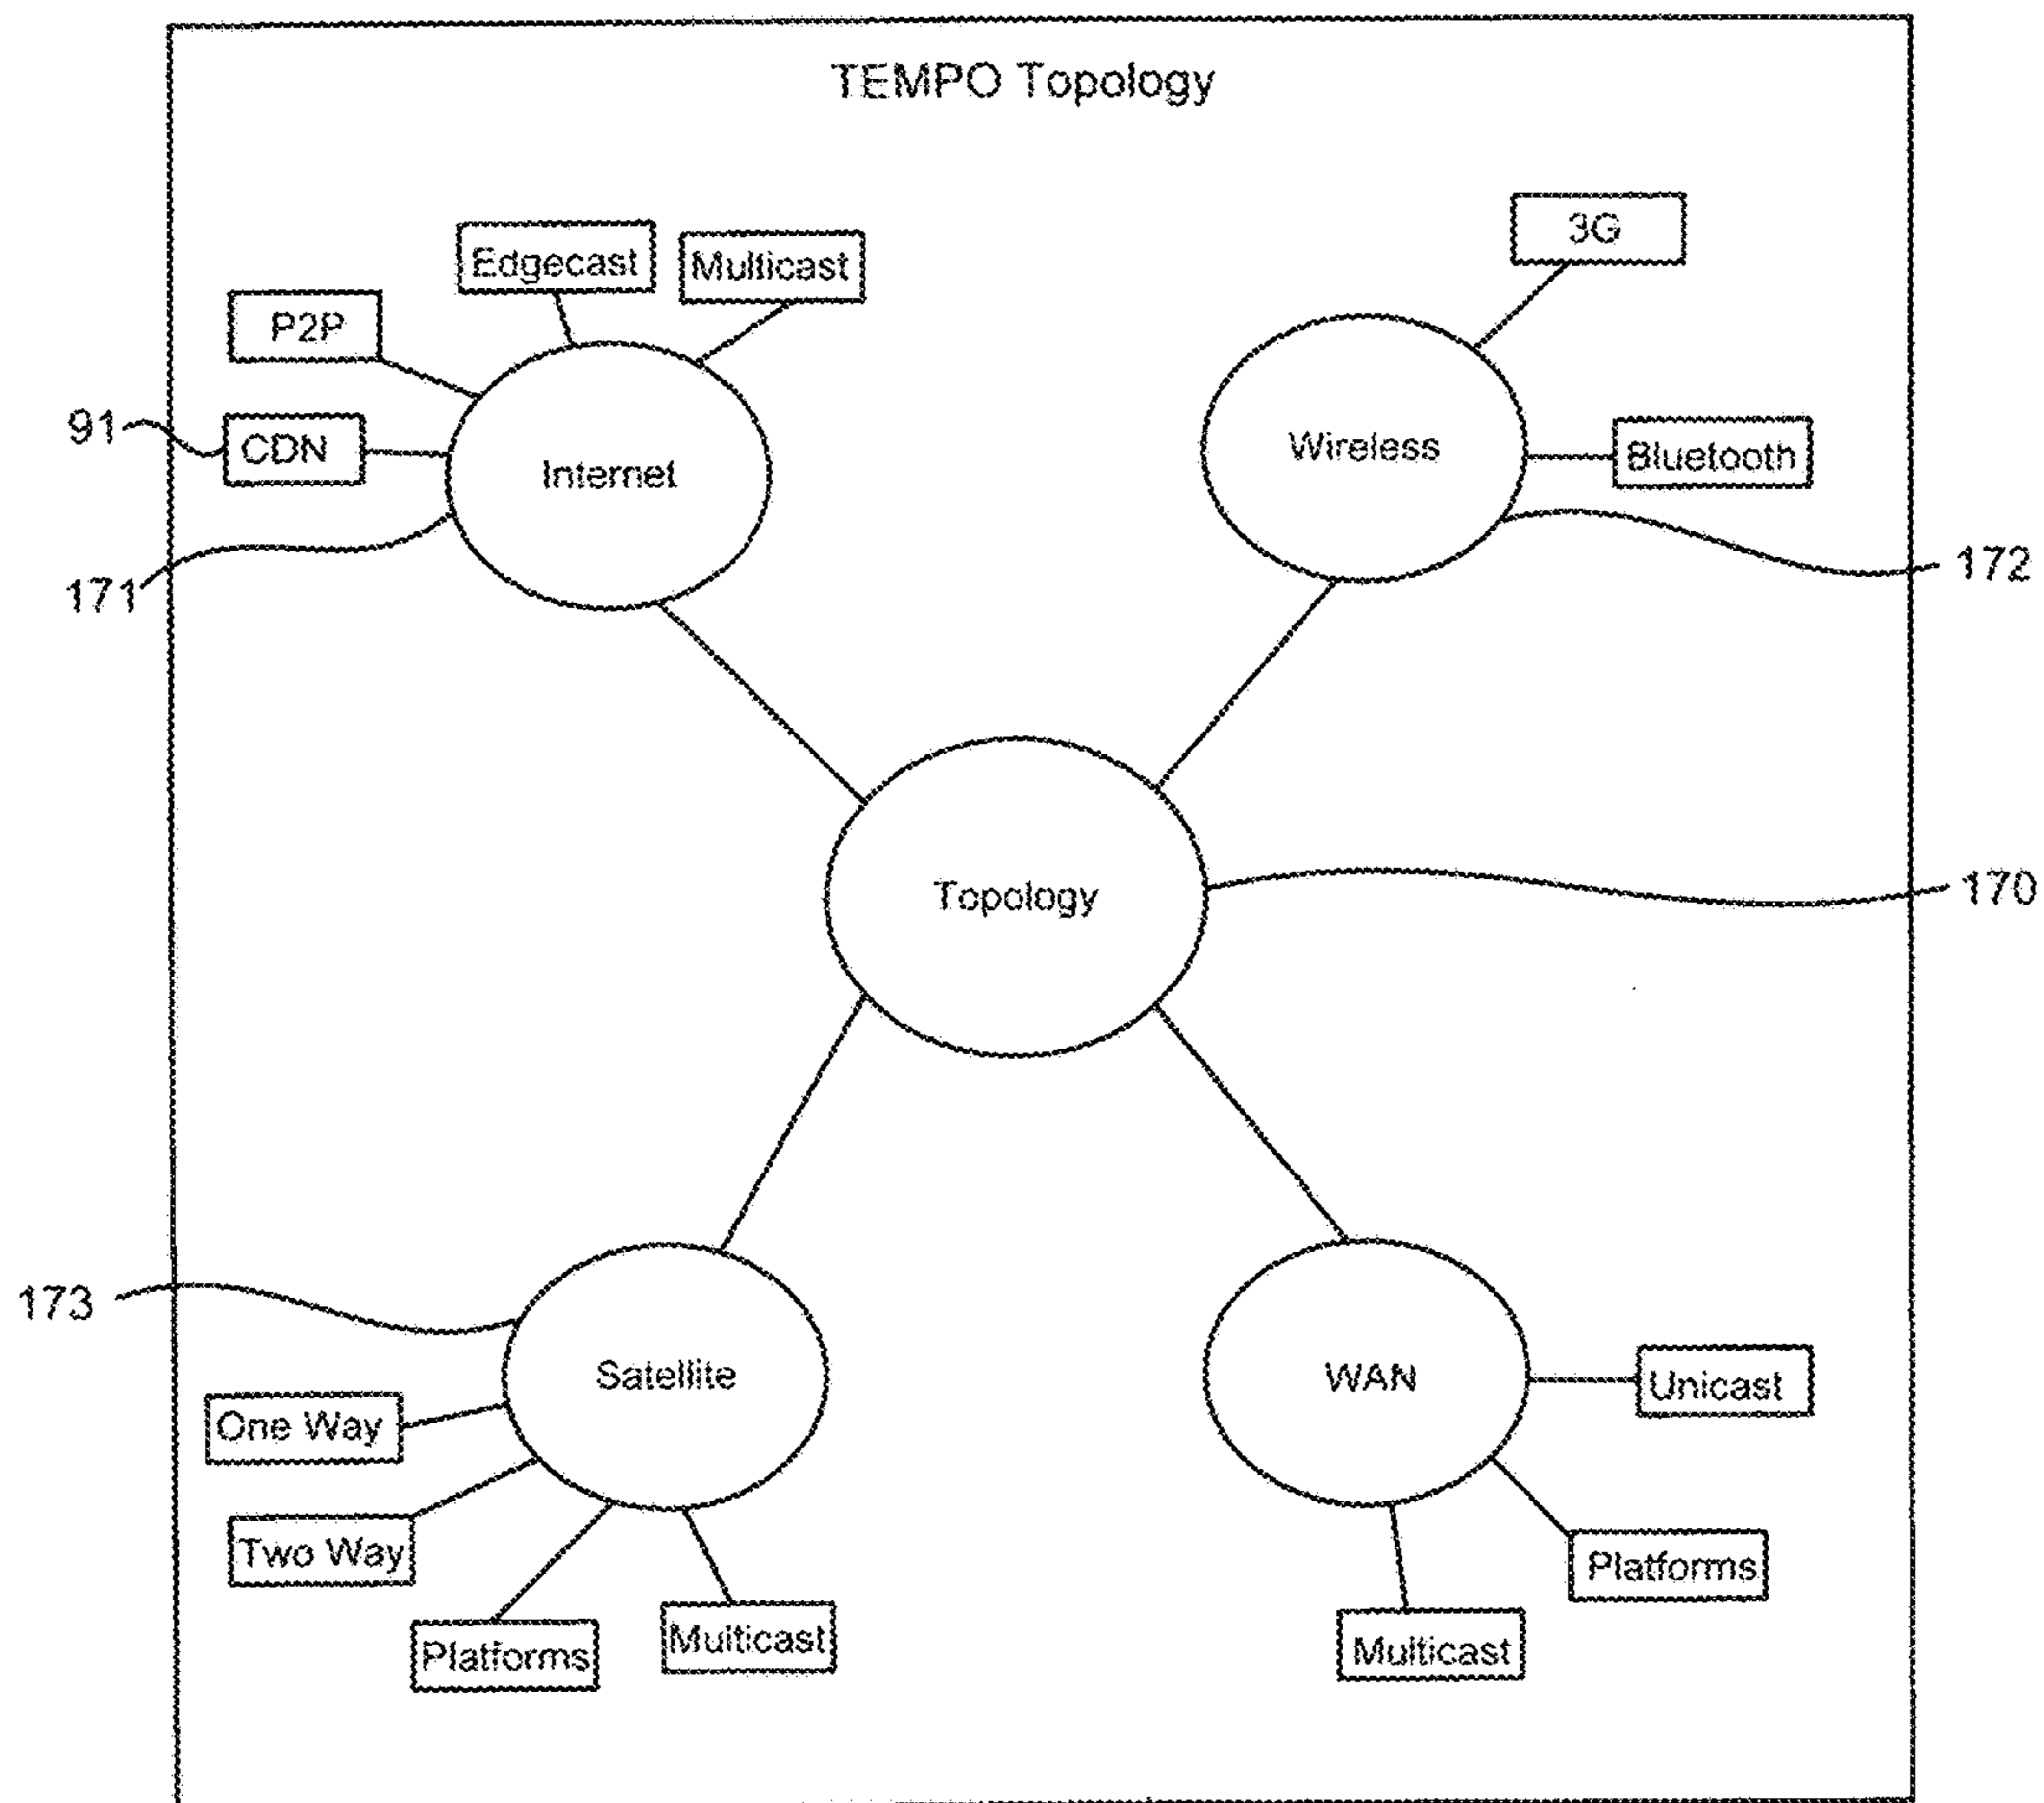 TEMPO Topology
3G
Edgecast
Multicast
P2P
91
CDN
Internet
Wireless
Bluetooth
171
172
Topology
170
173
Satellite
WAN
Unicast
One Way
Two Way
Platforms
Platforms
Multicast
Multicast